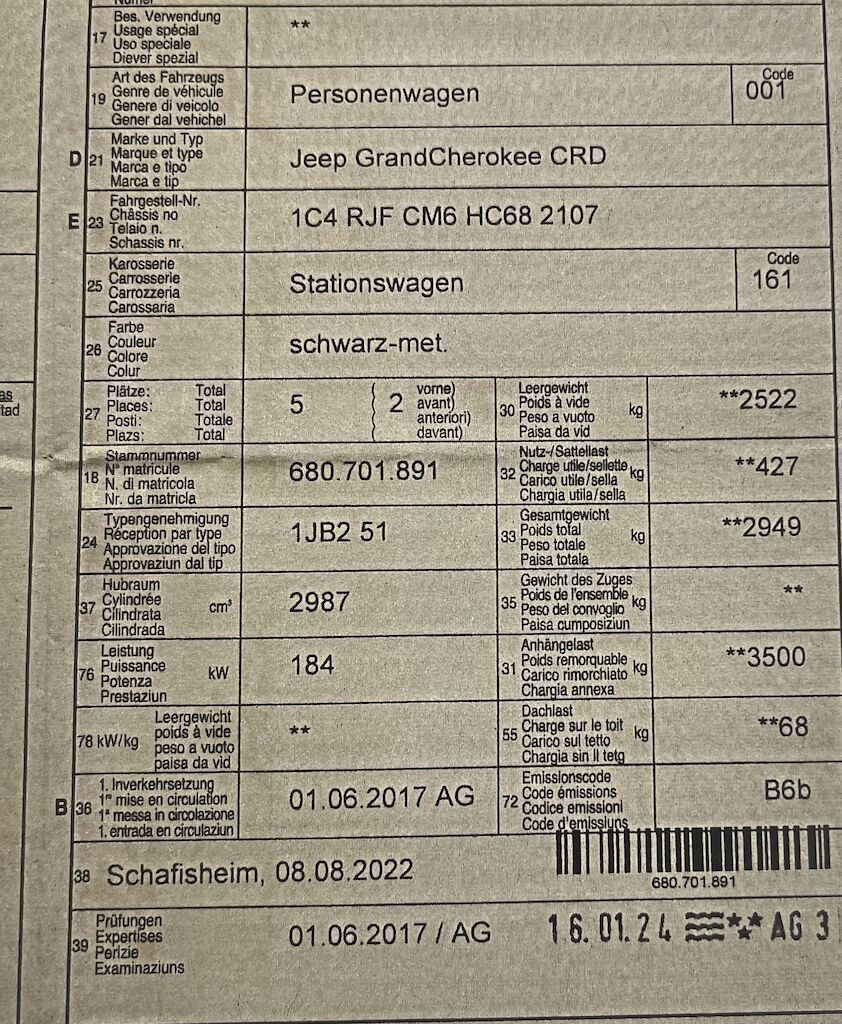 17 Bes. Verwendung
Usage spécial
Uso speciale
Diever spezial
**
19 Art des Fahrzeugs
Genre de véhicule
Genere di veicolo
Gener dal vehichel
Personenwagen
Code
001
D 21 Marke und Typ
Marque et type
Marca e tipo
Marca e tip
Jeep GrandCherokee CRD
E 23 Fahrgestell-Nr.
Châssis no
Telaio n.
Schassis nr.
1C4 RJF CM6 HC68 2107
25 Karosserie
Carrosserie
Carrozzeria
Carossaria
Stationswagen
Code
161
26 Farbe
Couleur
Colore
Colur
schwarz-met.
27 Plätze: Total
Places: Total
Posti: Totale
Plazs: Total
5 ( 2 vorne)
( avant)
( anteriori)
( davant)
30 Leergewicht
Poids à vide
Peso a vuoto
Paisa da vid
kg
**2522
18 Stammnummer
N° matricule
N. di matricola
Nr. da matricla
680.701.891
32 Nutz-/Sattellast
Charge utile/sellette
Carico utile/sella
Chargia utila/sella
kg
**427
24 Typengenehmigung
Réception par type
Approvazione del tipo
Approvaziun dal tip
1JB2 51
33 Gesamtgewicht
Poids total
Peso totale
Paisa totala
kg
**2949
37 Hubraum
Cylindrée
Cilindrata
Cilindrada
cm³
2987
35 Gewicht des Zuges
Poids de l'ensemble
Peso del convoglio
Paisa cumposiziun
kg
**
76 Leistung
Puissance
Potenza
Prestaziun
kW
184
31 Anhängelast
Poids remorquable
Carico rimorchiato
Chargia annexa
kg
**3500
78 kW/kg Leergewicht
poids à vide
peso a vuoto
paisa da vid
**
55 Dachlast
Charge sur le toit
Carico sul tetto
Chargia sin il tetg
kg
**68
B 36 1. Inverkehrsetzung
1re mise en circulation
1a messa in circolazione
1. entrada en circulaziun
01.06.2017 AG
72 Emissionscode
Code émissions
Codice emissioni
Code d'emissiuns
B6b
38 Schafisheim, 08.08.2022
680.701.891
39 Prüfungen
Expertises
Perizie
Examinaziuns
01.06.2017 / AG
16.01.24 AG 3